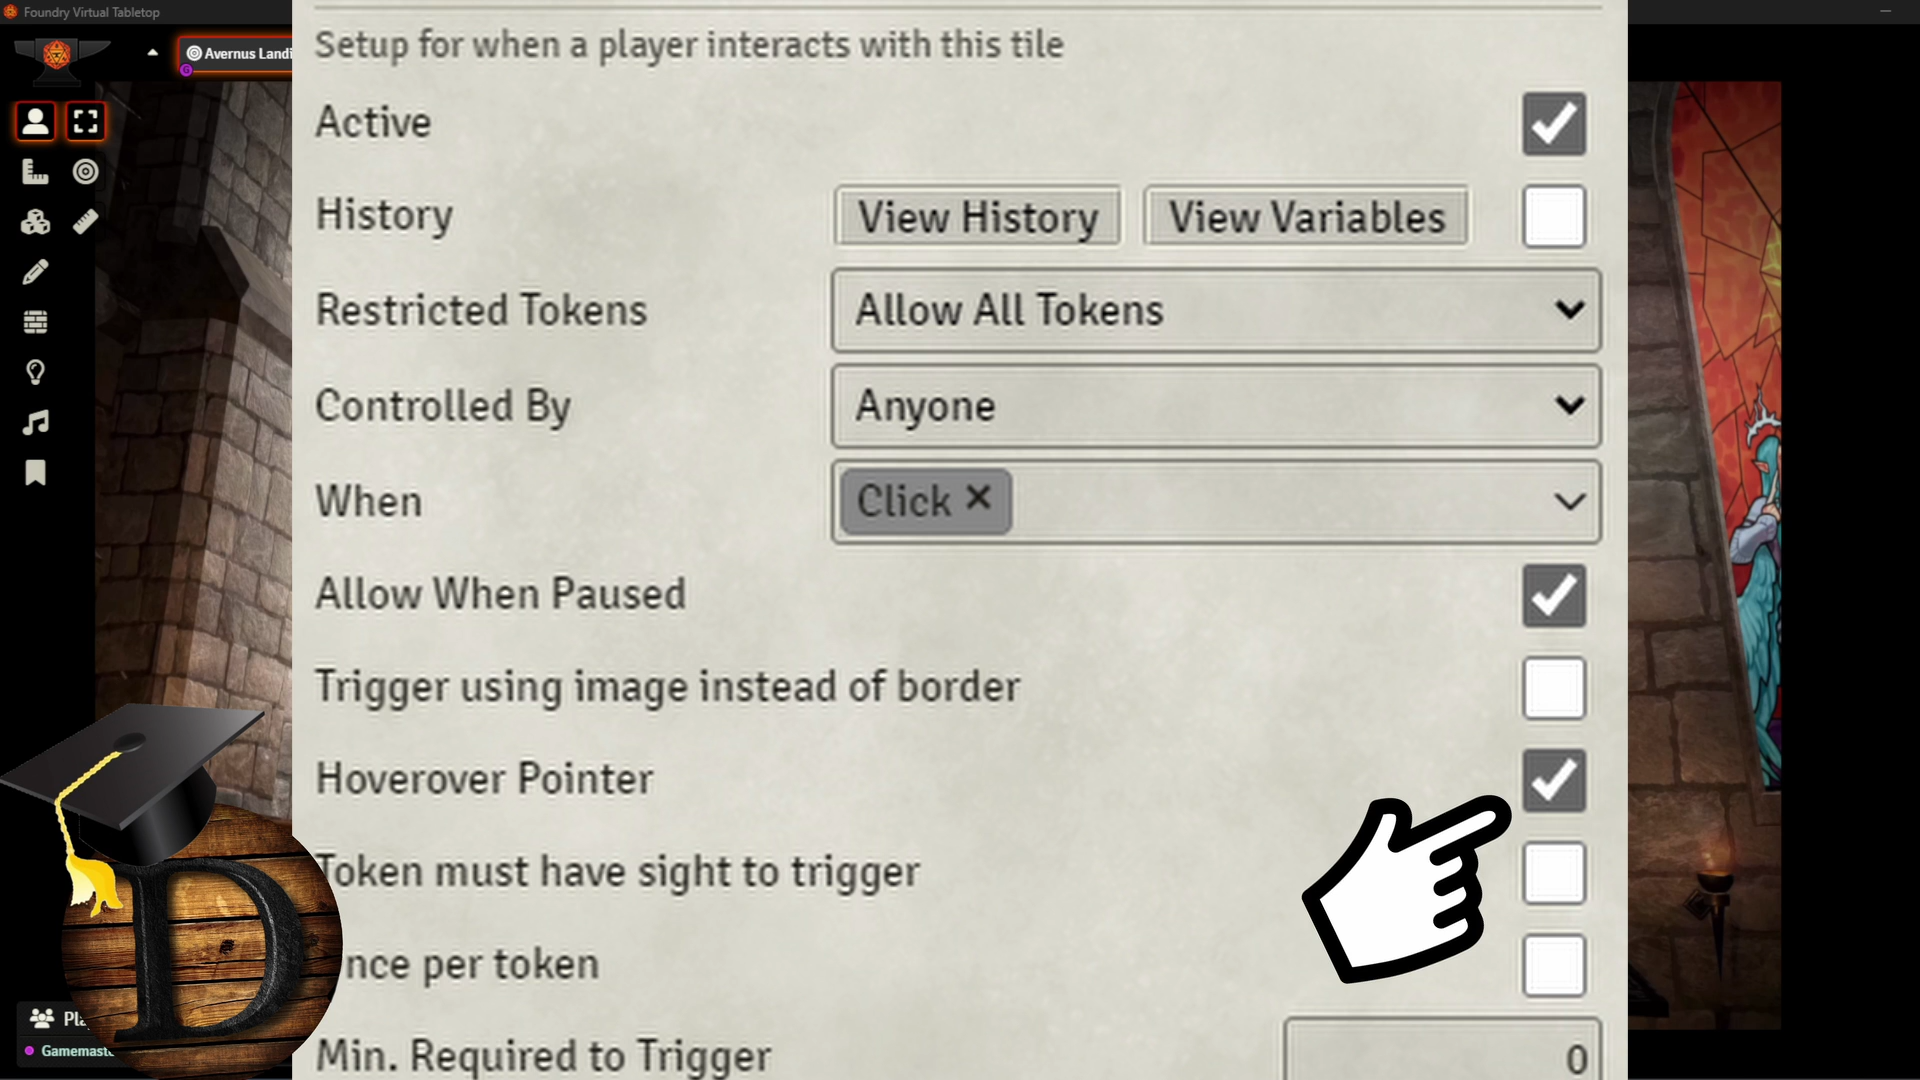 Foundry Virtual Tabletop
Avernus Landi
G
Setup for when a player interacts with this tile
Active
History
View History
View Variables
Restricted Tokens
Allow All Tokens
Controlled By
Anyone
When
Click ×
Allow When Paused
Trigger using image instead of border
Hoverover Pointer
Token must have sight to trigger
nce per token
Min. Required to Trigger
0
Pla
Gamemaste
D